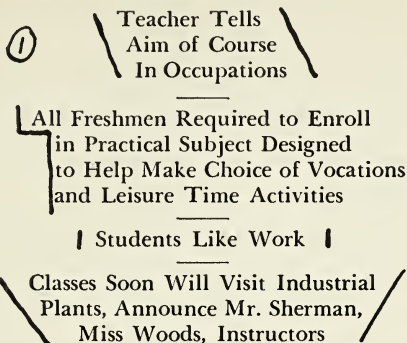 1
Teacher Tells
Aim of Course
In Occupations
All Freshmen Required to Enroll
in Practical Subject Designed
to Help Make Choice of Vocations
and Leisure Time Activities
Students Like Work
Classes Soon Will Visit Industrial
Plants, Announce Mr. Sherman,
Miss Woods, Instructors